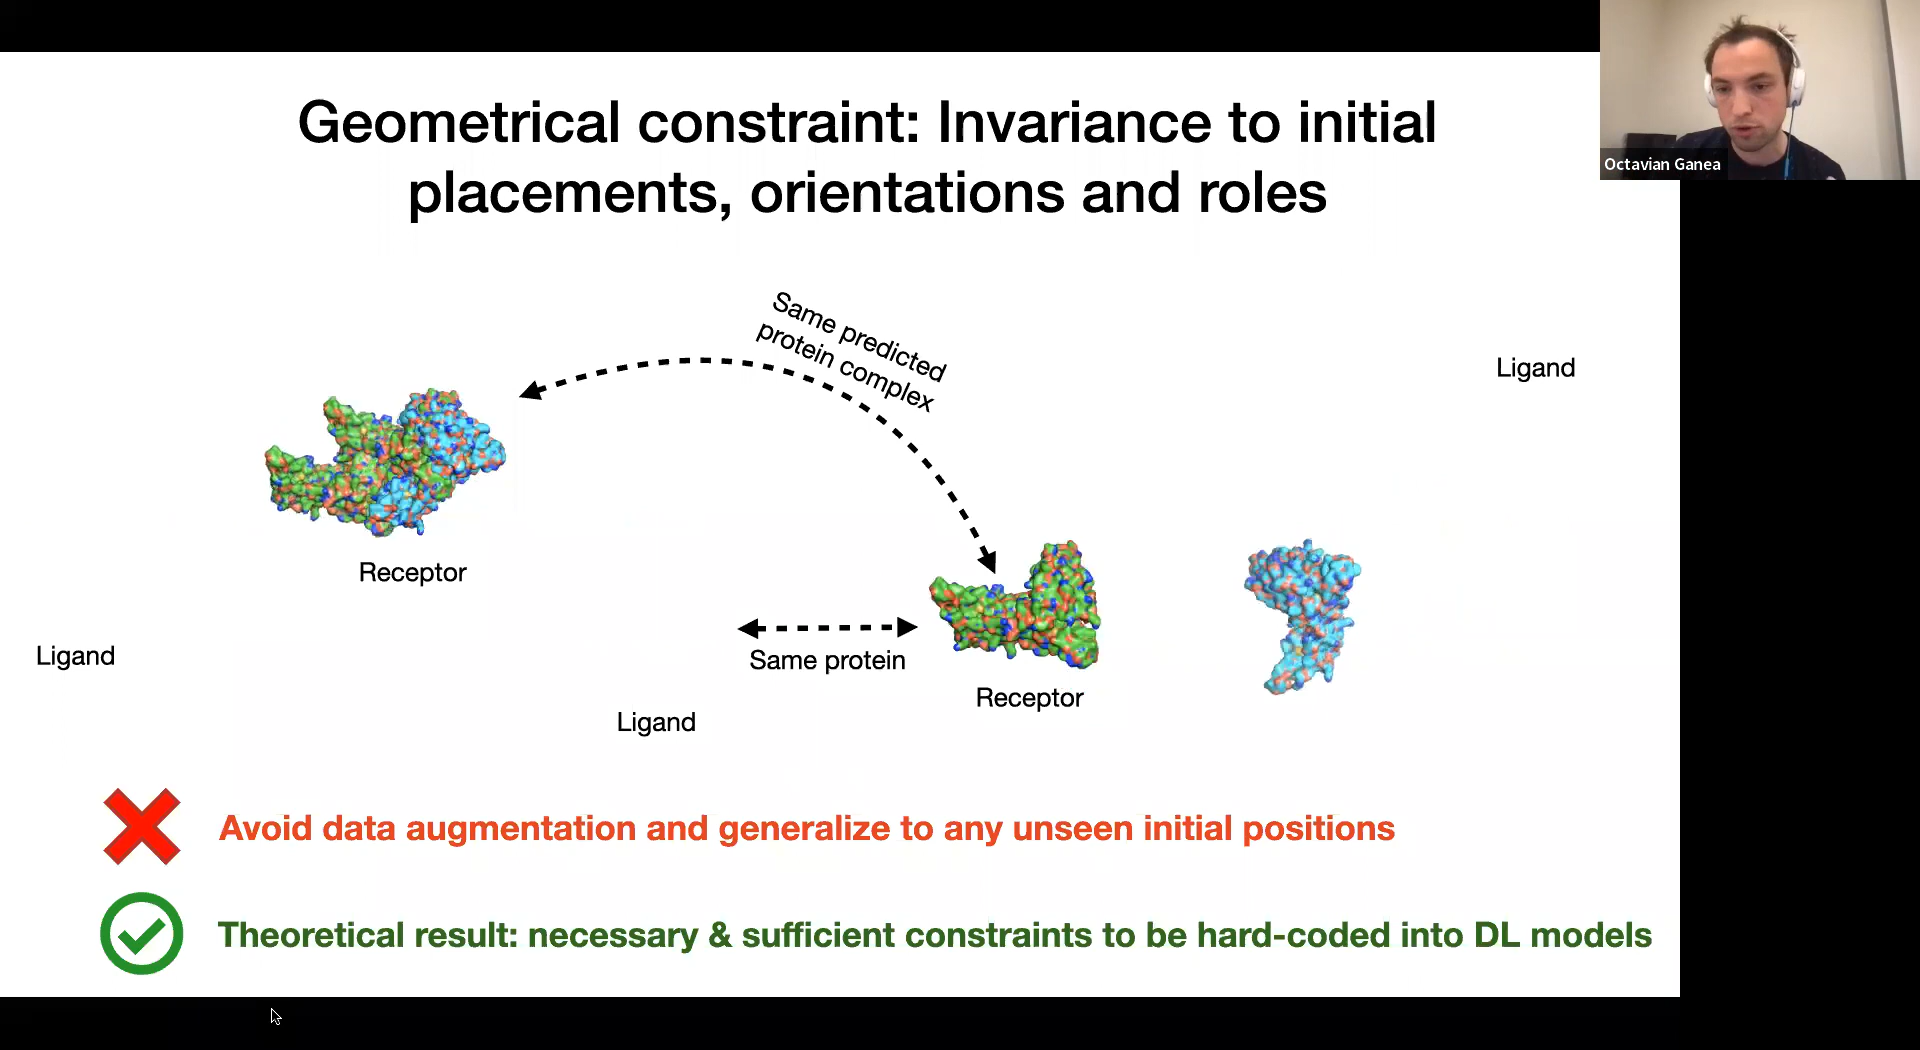 Geometrical constraint: Invariance to initial
placements, orientations and roles
Octavian Ganea
Same predicted
protein complex
Ligand
Receptor
Ligand
Same protein
Receptor
Ligand
Avoid data augmentation and generalize to any unseen initial positions
Theoretical result: necessary & sufficient constraints to be hard-coded into DL models